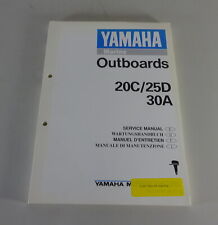 YAMAHA
Marine
Outboards
20C/25D
30A
SERVICE MANUAL
WARTUNGSHANDBUCH
MANUEL D'ENTRETIEN
MANUALE DI MANUTENZIONE
YAMAHA M